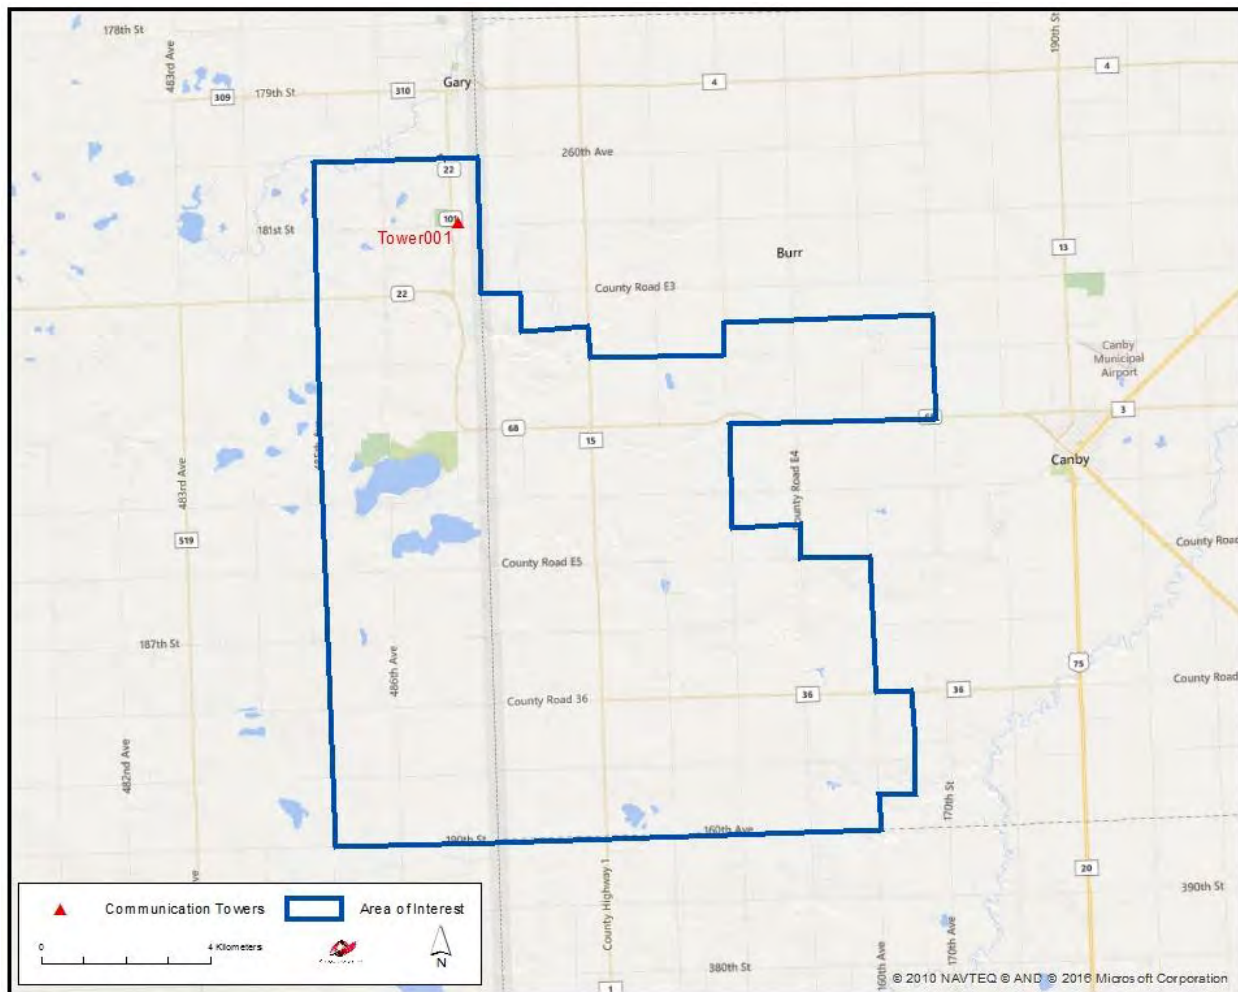 178th St
190th St
483rd Ave
4
Gary
4
309
179th St
310
260th Ave
22
101
181st St
Tower001
Burr
13
22
County Road E3
Canby
Municipal
Airport
3
68
15
485th Ave
County Road E4
Canby
483rd Ave
519
County Road E5
County Road
187th St
486th Ave
75
County Road 36
36
36
County Road
482nd Ave
170th St
190th St
160th Ave
20
County Highway 1
390th St
Communication Towers
Area of Interest
0
4 Kilometers
N
170th Ave
160th Ave
380th St
1
© 2010 NAVTEQ © AND © 2016 Microsoft Corporation